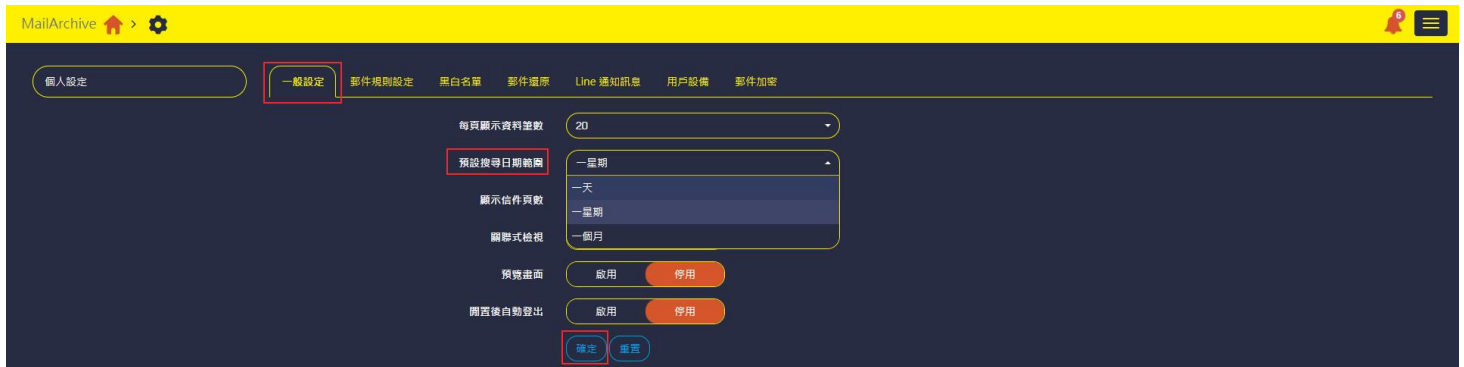 MailArchive >
6
個人設定
一般設定 郵件規則設定 黑白名單 郵件還原 Line 通知訊息 用戶設備 郵件加密
每頁顯示資料筆數 20
預設搜尋日期範圍 一星期
一天
顯示信件頁數
一星期
關聯式檢視 一個月
預覽畫面 啟用 停用
閒置後自動登出 啟用 停用
確定 重置